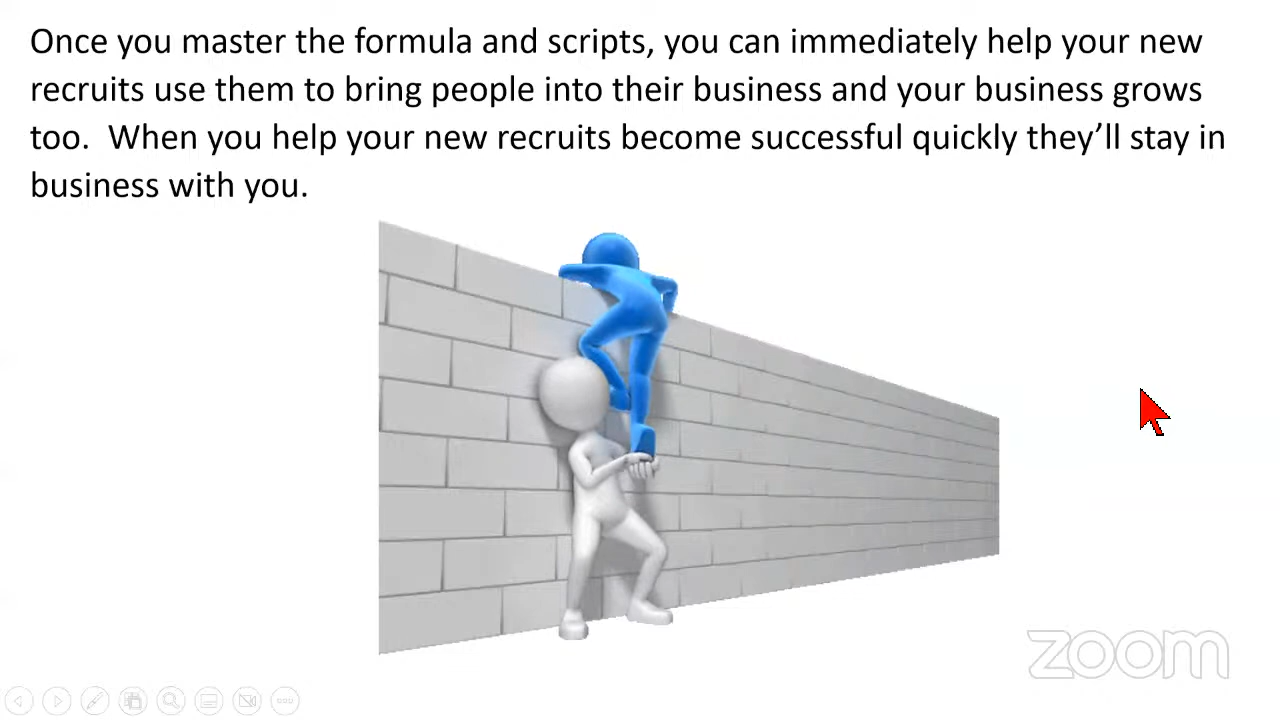 Once you master the formula and scripts, you can immediately help your new
recruits use them to bring people into their business and your business grows
too.  When you help your new recruits become successful quickly they’ll stay in
business with you.
zoom